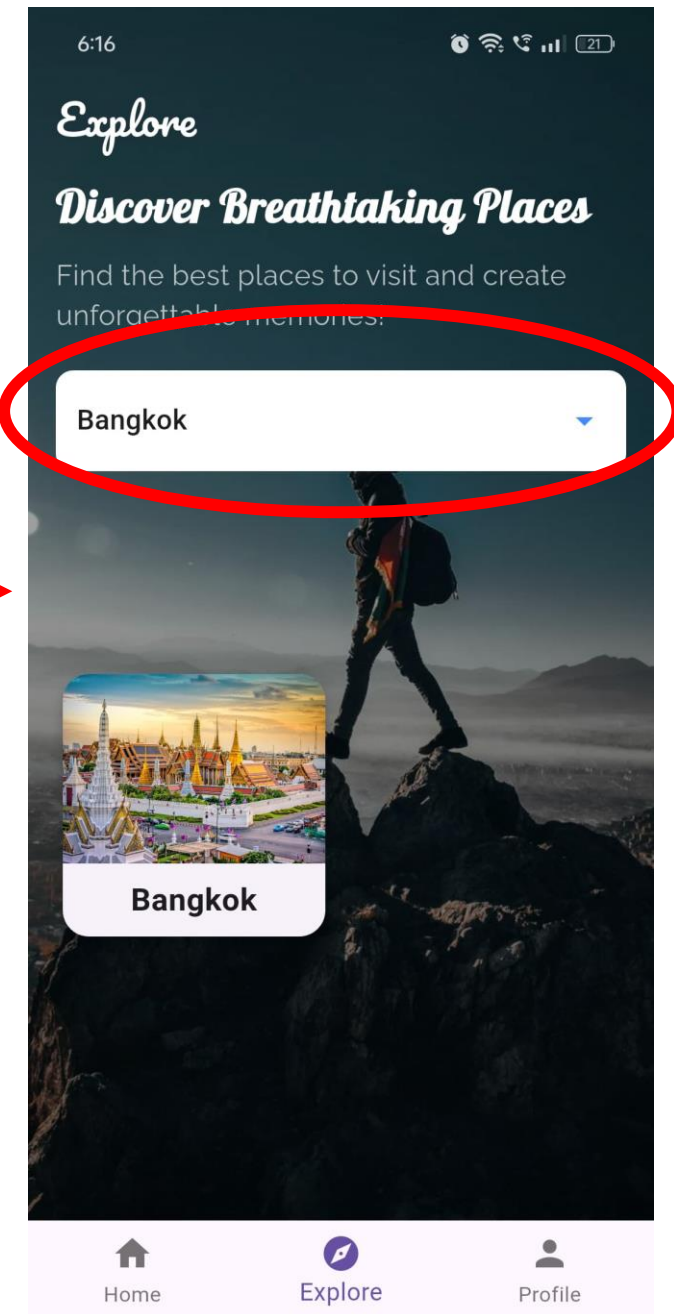 6:16
21
Explore
Discover Breathtaking Places
Find the best places to visit and create
unforgettable memories!
Bangkok
Bangkok
Home
Explore
Profile